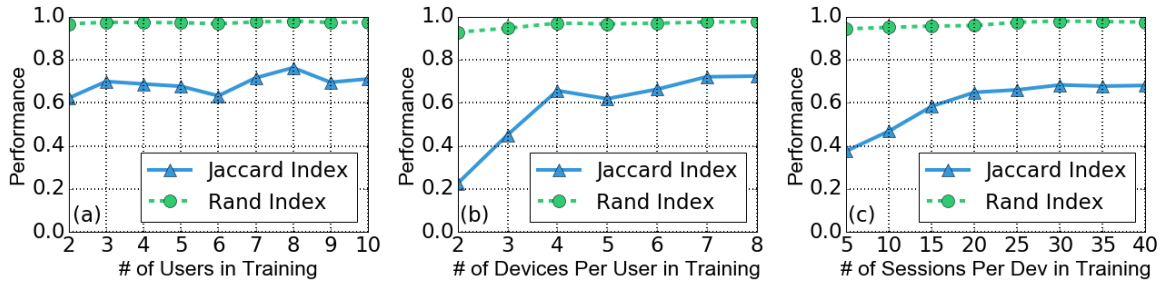 1.0
0.8
0.6
0.4
0.2
0.0
Performance
Jaccard Index
Rand Index
(a)
2 3 4 5 6 7 8 9 10
# of Users in Training
1.0
0.8
0.6
0.4
0.2
0.0
Performance
Jaccard Index
Rand Index
(b)
2 3 4 5 6 7 8
# of Devices Per User in Training
1.0
0.8
0.6
0.4
0.2
0.0
Performance
Jaccard Index
Rand Index
(c)
5 10 15 20 25 30 35 40
# of Sessions Per Dev in Training